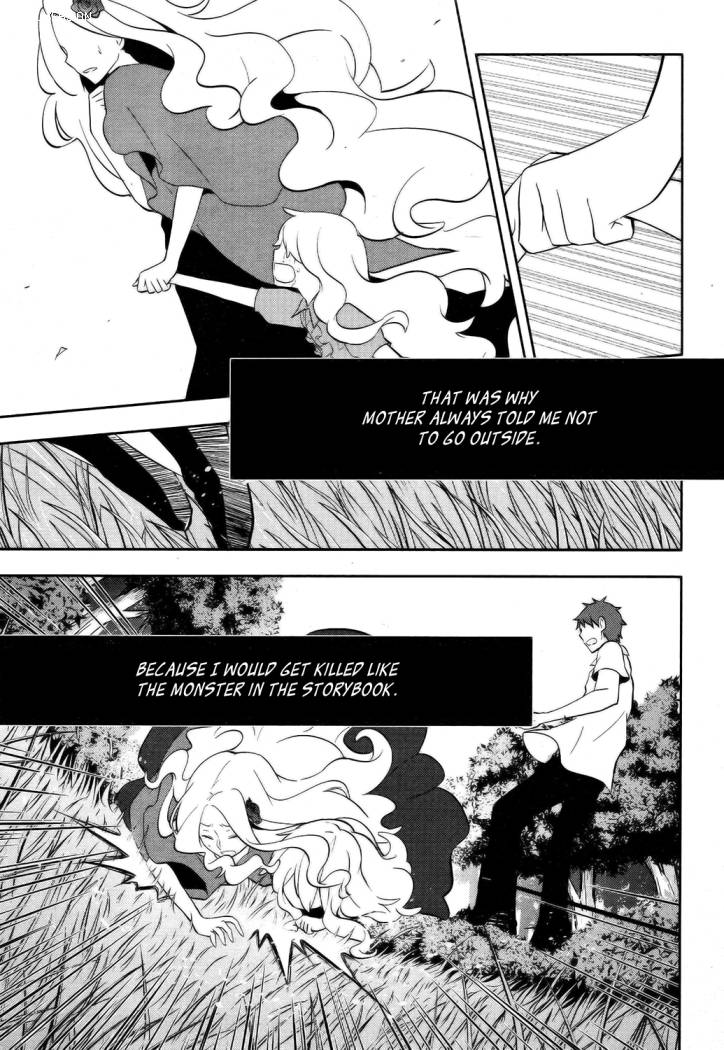 THAT WAS WHY
MOTHER ALWAYS TOLD ME NOT
TO GO OUTSIDE.
BECAUSE I WOULD GET KILLED LIKE
THE MONSTER IN THE STORYBOOK.